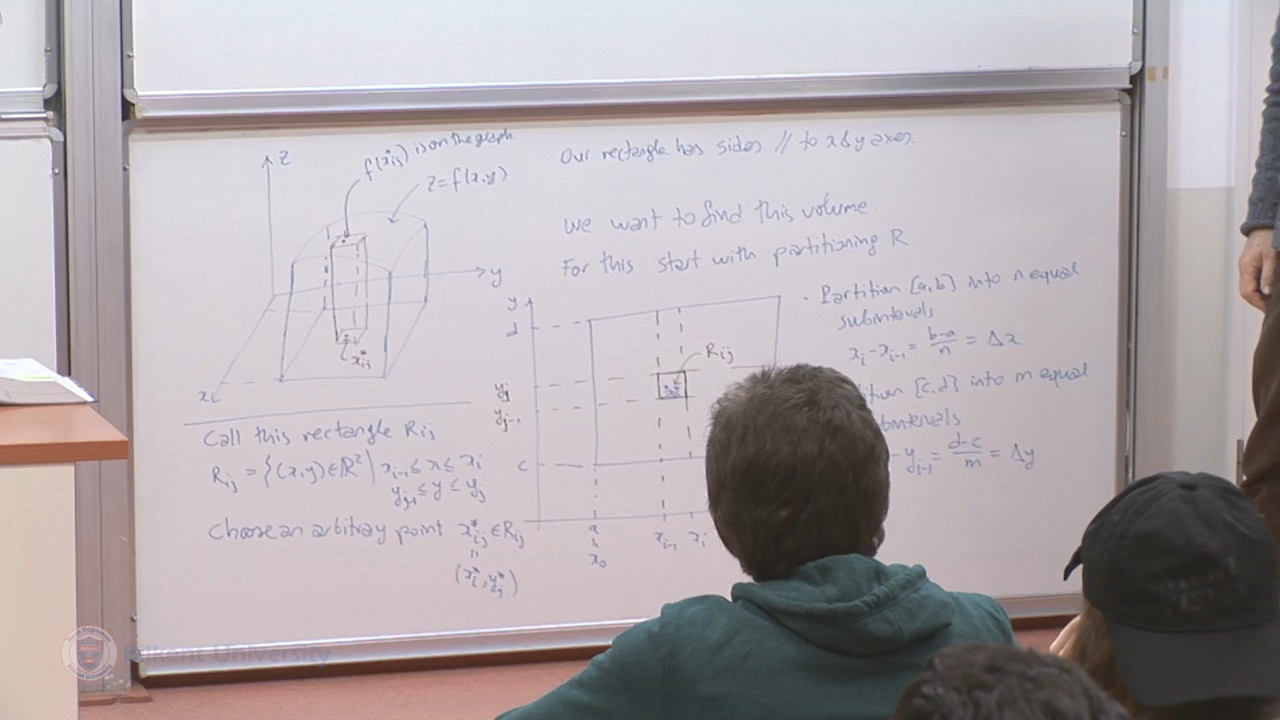 z
f(x*ij) is on the graph.
z=f(x,y)
y
x
x*ij
Our rectangle has sides // to x & y axes.
We want to find this volume.
For this start with partitioning R
y
d
yj
yj-1
c
Rij
a
x0
xi-1 xi
· Partition [a,b] into n equal
subintervals
xi - xi-1 = b-a/n = Δx
tition [c,d] into m equal
bintervals
- yj-1 = d-c/m = Δy
Call this rectangle Rij
Rij = {(x,y)∈R² | xi-1 ≤ x ≤ xi
yj-1 ≤ y ≤ yj
Choose an arbitray point x*ij ∈ Rij
=
(x*i, y*j)
Bilkent University